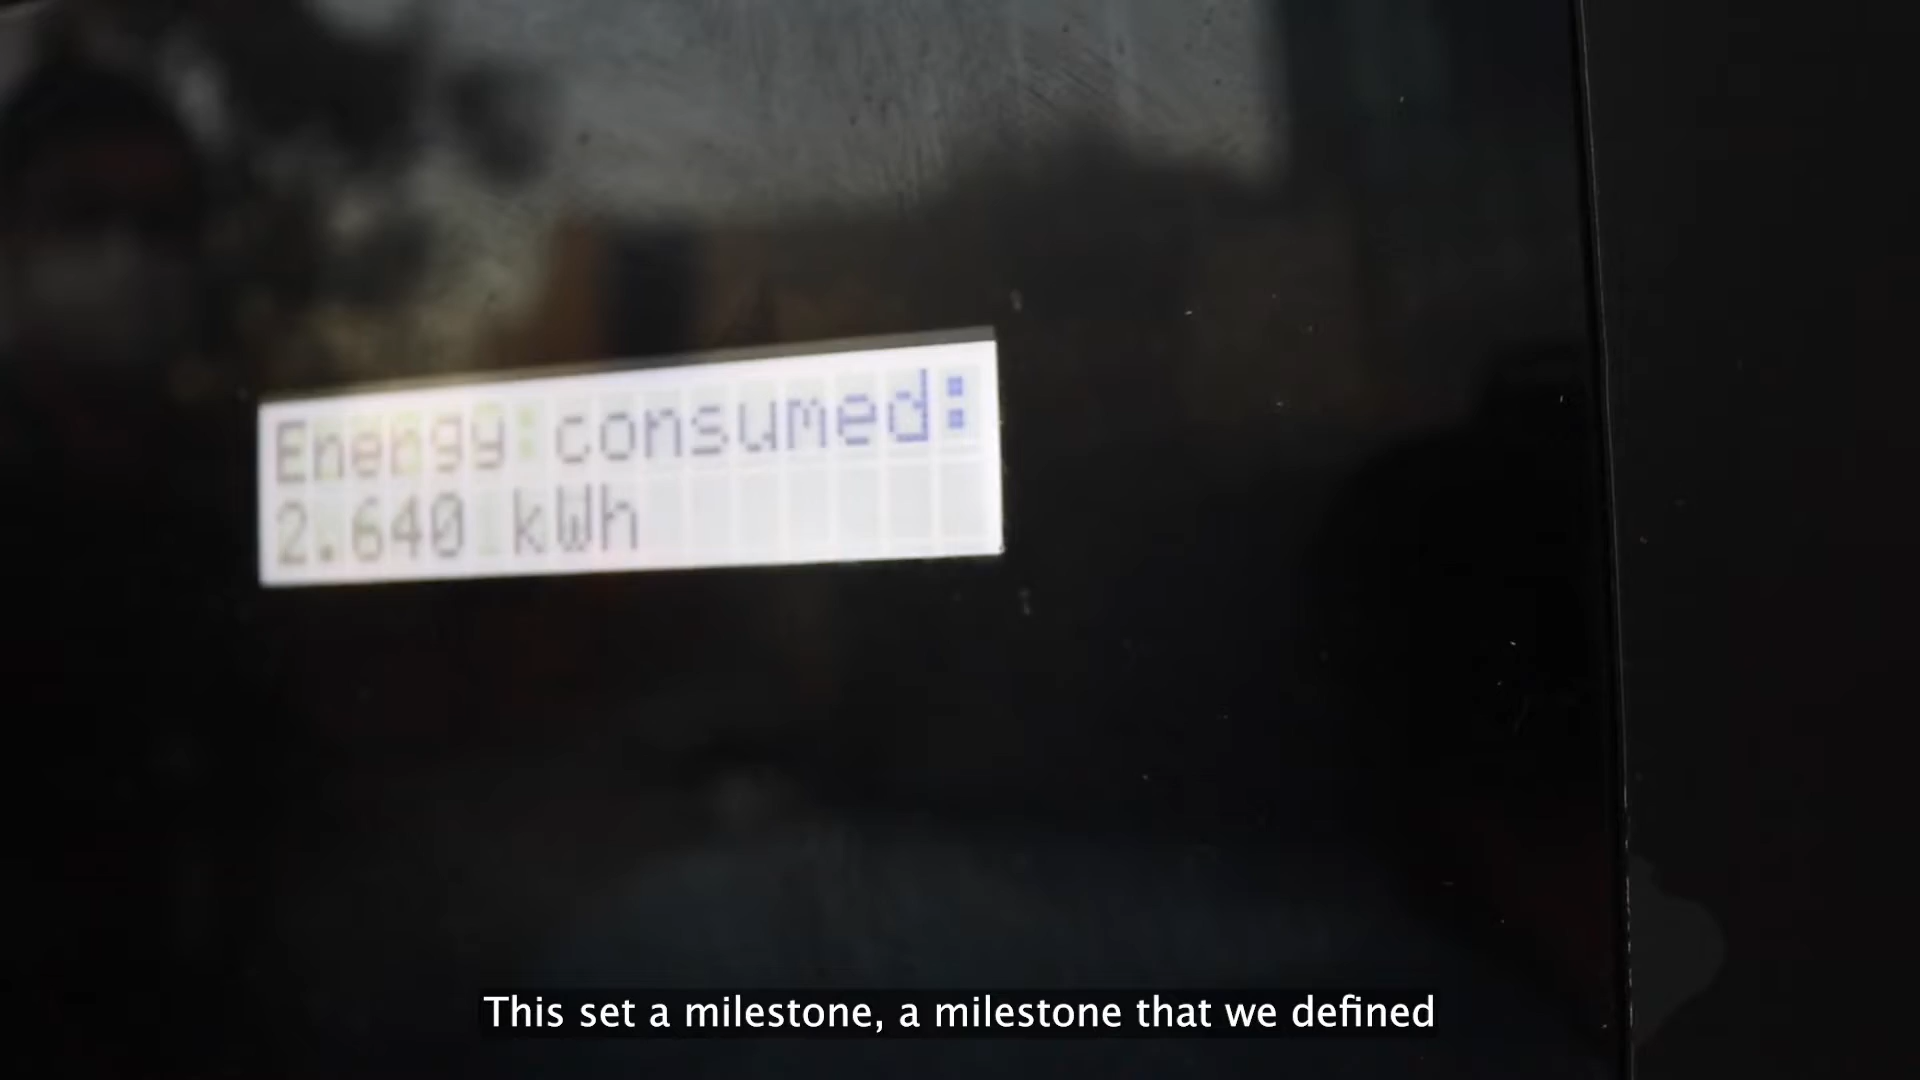 Energy consumed:
2.640 kWh
This set a milestone, a milestone that we defined